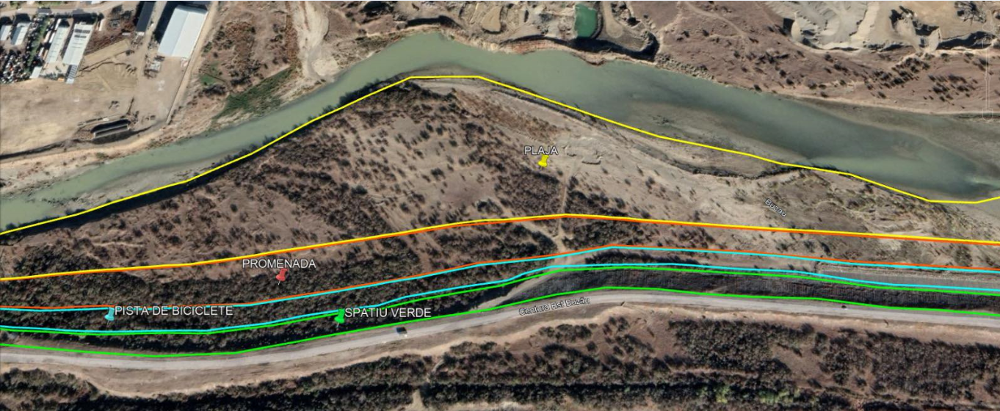 PLAJA
Buzău
PROMENADA
Centura Est Buzău
PISTA DE BICICLETE
SPATIU VERDE